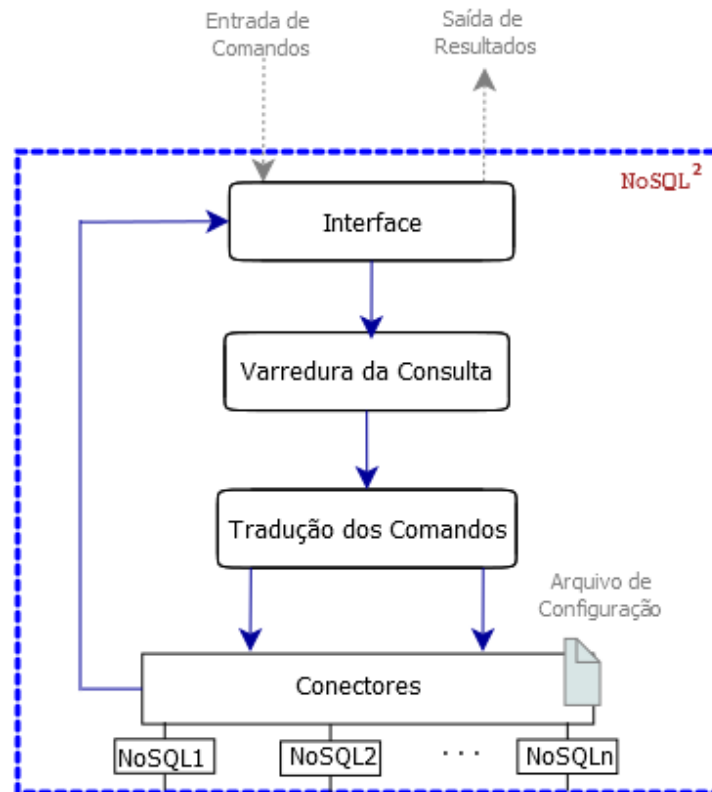 Entrada de
Comandos
Saída de
Resultados
NoSQL²
Interface
Varredura da Consulta
Tradução dos Comandos
Arquivo de
Configuração
Conectores
NoSQL1
NoSQL2
...
NoSQLn